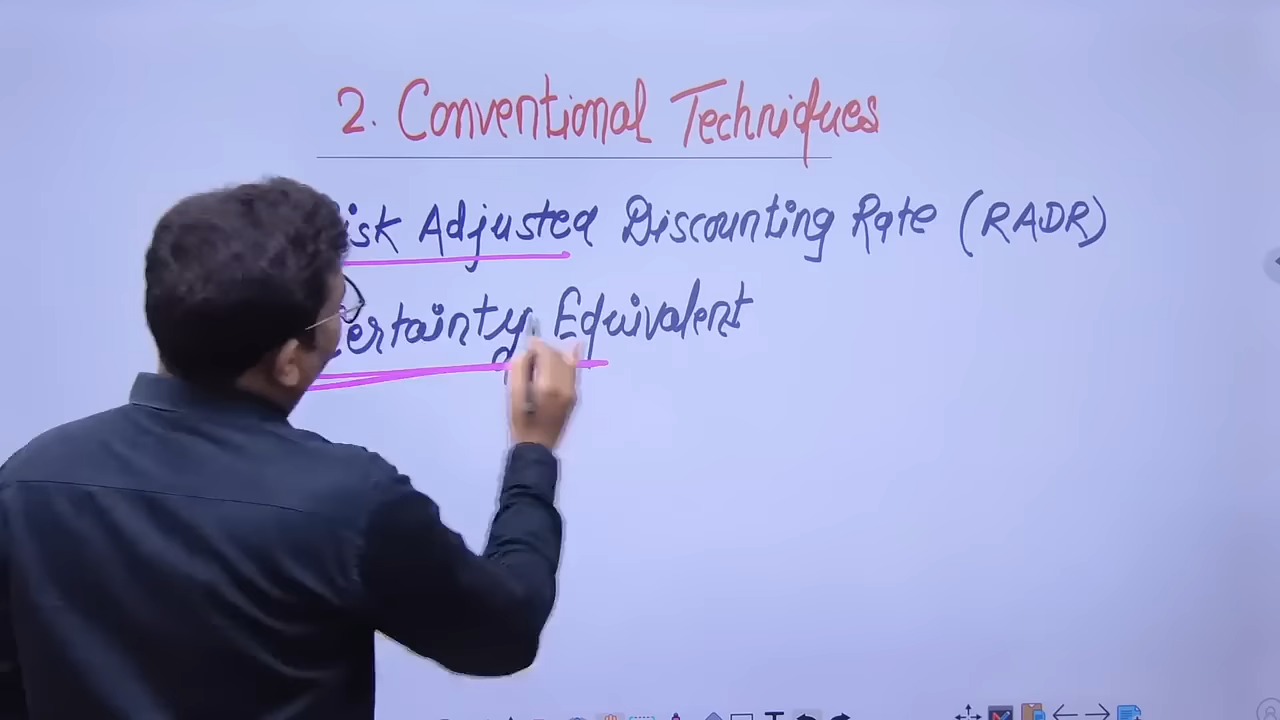 2. Conventional Techniques
isk Adjusted Discounting Rate (RADR)
ertainty Equivalent